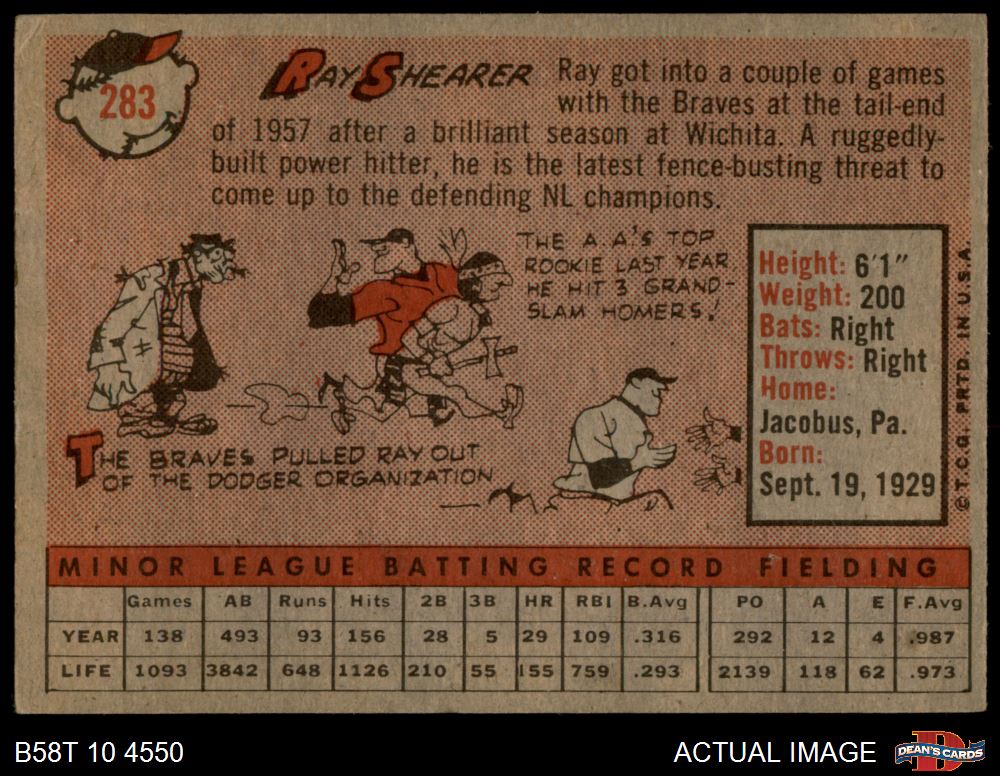 283
RAY SHEARER
Ray got into a couple of games
with the Braves at the tail-end
of 1957 after a brilliant season at Wichita. A ruggedly-
built power hitter, he is the latest fence-busting threat to
come up to the defending NL champions.
THE A.A.'S TOP
ROOKIE LAST YEAR
HE HIT 3 GRAND-
SLAM HOMERS!
THE BRAVES PULLED RAY OUT
OF THE DODGER ORGANIZATION
Height: 6'1"
Weight: 200
Bats: Right
Throws: Right
Home:
Jacobus, Pa.
Born:
Sept. 19, 1929
© T.C.G. PRTD. IN U.S.A.
MINOR LEAGUE BATTING RECORD FIELDING
Games AB Runs Hits 2B 3B HR RBI B.Avg PO A E F.Avg
YEAR 138 493 93 156 28 5 29 109 .316 292 12 4 .987
LIFE 1093 3842 648 1126 210 55 155 759 .293 2139 118 62 .973
B58T 10 4550
ACTUAL IMAGE
DEAN'S CARDS